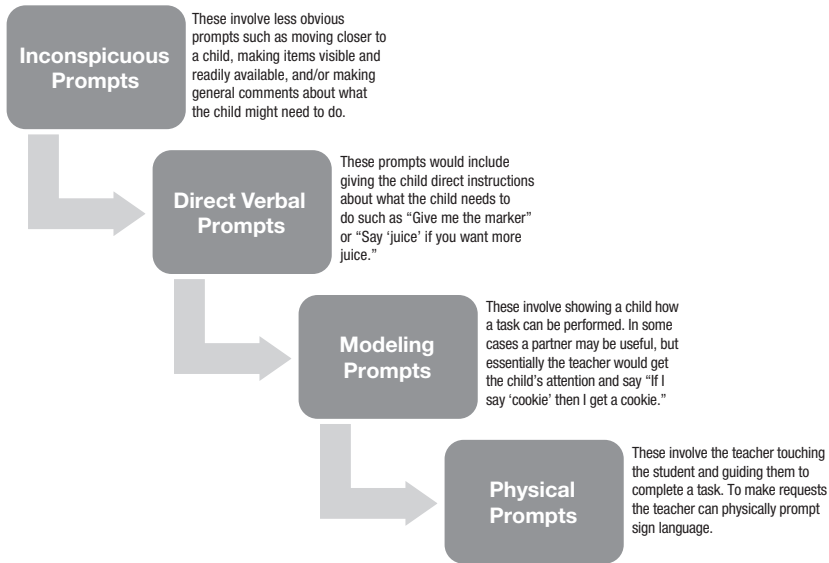 Inconspicuous
Prompts
These involve less obvious
prompts such as moving closer to
a child, making items visible and
readily available, and/or making
general comments about what
the child might need to do.
Direct Verbal
Prompts
These prompts would include
giving the child direct instructions
about what the child needs to
do such as “Give me the marker”
or “Say ‘juice’ if you want more
juice.”
Modeling
Prompts
These involve showing a child how
a task can be performed. In some
cases a partner may be useful, but
essentially the teacher would get
the child’s attention and say “If I
say ‘cookie’ then I get a cookie.”
Physical
Prompts
These involve the teacher touching
the student and guiding them to
complete a task. To make requests
the teacher can physically prompt
sign language.